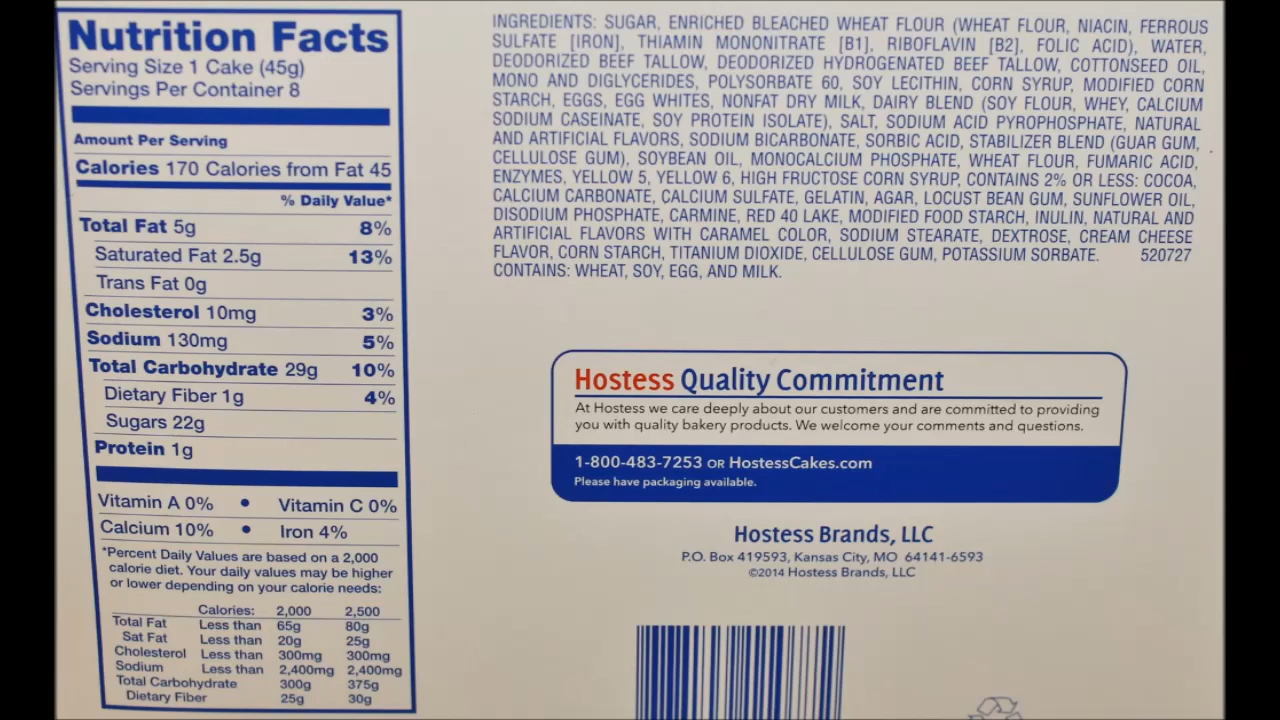 Nutrition Facts
Serving Size 1 Cake (45g)
Servings Per Container 8
Amount Per Serving
Calories 170 Calories from Fat 45
% Daily Value*
Total Fat 5g 8%
Saturated Fat 2.5g 13%
Trans Fat 0g
Cholesterol 10mg 3%
Sodium 130mg 5%
Total Carbohydrate 29g 10%
Dietary Fiber 1g 4%
Sugars 22g
Protein 1g
Vitamin A 0% • Vitamin C 0%
Calcium 10% • Iron 4%
*Percent Daily Values are based on a 2,000
calorie diet. Your daily values may be higher
or lower depending on your calorie needs:
Calories: 2,000 2,500
Total Fat Less than 65g 80g
Sat Fat Less than 20g 25g
Cholesterol Less than 300mg 300mg
Sodium Less than 2,400mg 2,400mg
Total Carbohydrate 300g 375g
Dietary Fiber 25g 30g
INGREDIENTS: SUGAR, ENRICHED BLEACHED WHEAT FLOUR (WHEAT FLOUR, NIACIN, FERROUS
SULFATE [IRON], THIAMIN MONONITRATE [B1], RIBOFLAVIN [B2], FOLIC ACID), WATER,
DEODORIZED BEEF TALLOW, DEODORIZED HYDROGENATED BEEF TALLOW, COTTONSEED OIL,
MONO AND DIGLYCERIDES, POLYSORBATE 60, SOY LECITHIN, CORN SYRUP, MODIFIED CORN
STARCH, EGGS, EGG WHITES, NONFAT DRY MILK, DAIRY BLEND (SOY FLOUR, WHEY, CALCIUM
SODIUM CASEINATE, SOY PROTEIN ISOLATE), SALT, SODIUM ACID PYROPHOSPHATE, NATURAL
AND ARTIFICIAL FLAVORS, SODIUM BICARBONATE, SORBIC ACID, STABILIZER BLEND (GUAR GUM,
CELLULOSE GUM), SOYBEAN OIL, MONOCALCIUM PHOSPHATE, WHEAT FLOUR, FUMARIC ACID,
ENZYMES, YELLOW 5, YELLOW 6, HIGH FRUCTOSE CORN SYRUP, CONTAINS 2% OR LESS: COCOA,
CALCIUM CARBONATE, CALCIUM SULFATE, GELATIN, AGAR, LOCUST BEAN GUM, SUNFLOWER OIL,
DISODIUM PHOSPHATE, CARMINE, RED 40 LAKE, MODIFIED FOOD STARCH, INULIN, NATURAL AND
ARTIFICIAL FLAVORS WITH CARAMEL COLOR, SODIUM STEARATE, DEXTROSE, CREAM CHEESE
FLAVOR, CORN STARCH, TITANIUM DIOXIDE, CELLULOSE GUM, POTASSIUM SORBATE. 520727
CONTAINS: WHEAT, SOY, EGG, AND MILK.
Hostess Quality Commitment
At Hostess we care deeply about our customers and are committed to providing
you with quality bakery products. We welcome your comments and questions.
1-800-483-7253 OR HostessCakes.com
Please have packaging available.
Hostess Brands, LLC
P.O. Box 419593, Kansas City, MO 64141-6593
©2014 Hostess Brands, LLC